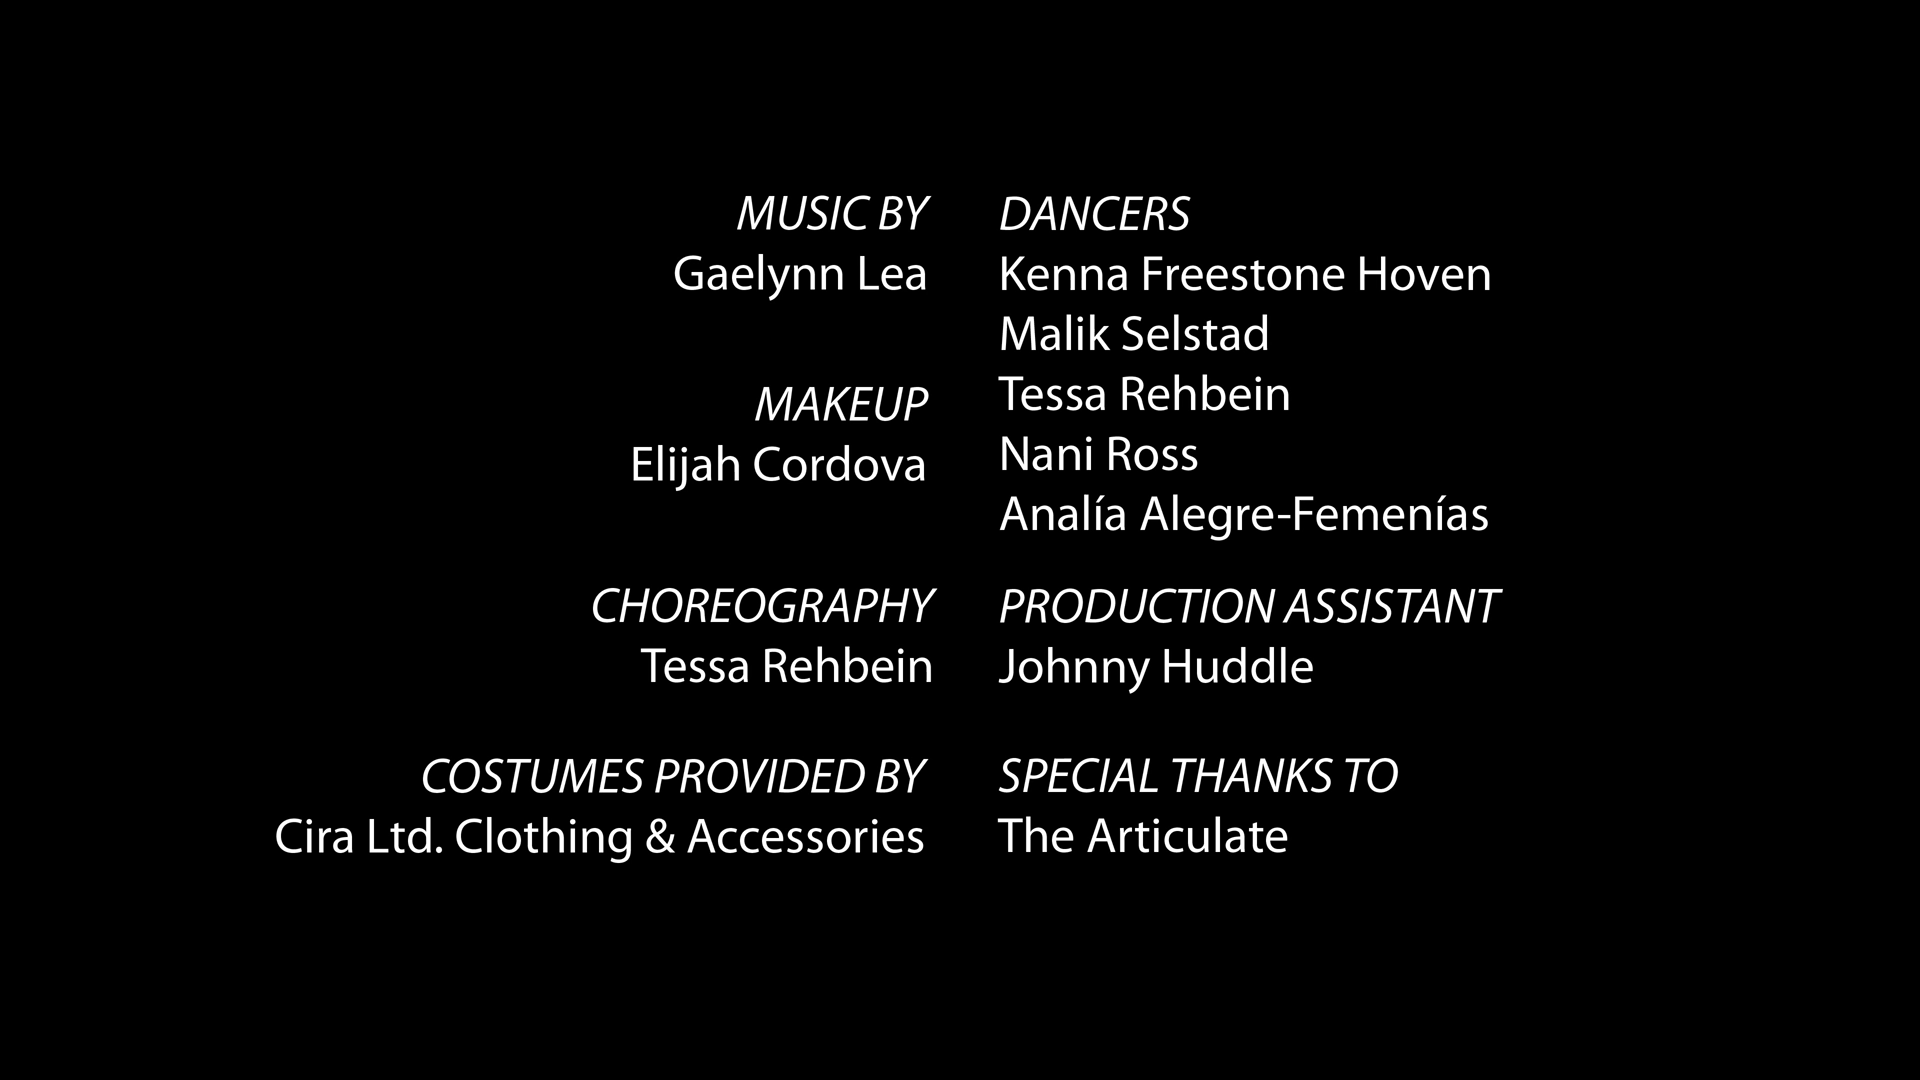 MUSIC BY
Gaelynn Lea
MAKEUP
Elijah Cordova
CHOREOGRAPHY
Tessa Rehbein
COSTUMES PROVIDED BY
Cira Ltd. Clothing & Accessories
DANCERS
Kenna Freestone Hoven
Malik Selstad
Tessa Rehbein
Nani Ross
Analía Alegre-Femenías
PRODUCTION ASSISTANT
Johnny Huddle
SPECIAL THANKS TO
The Articulate